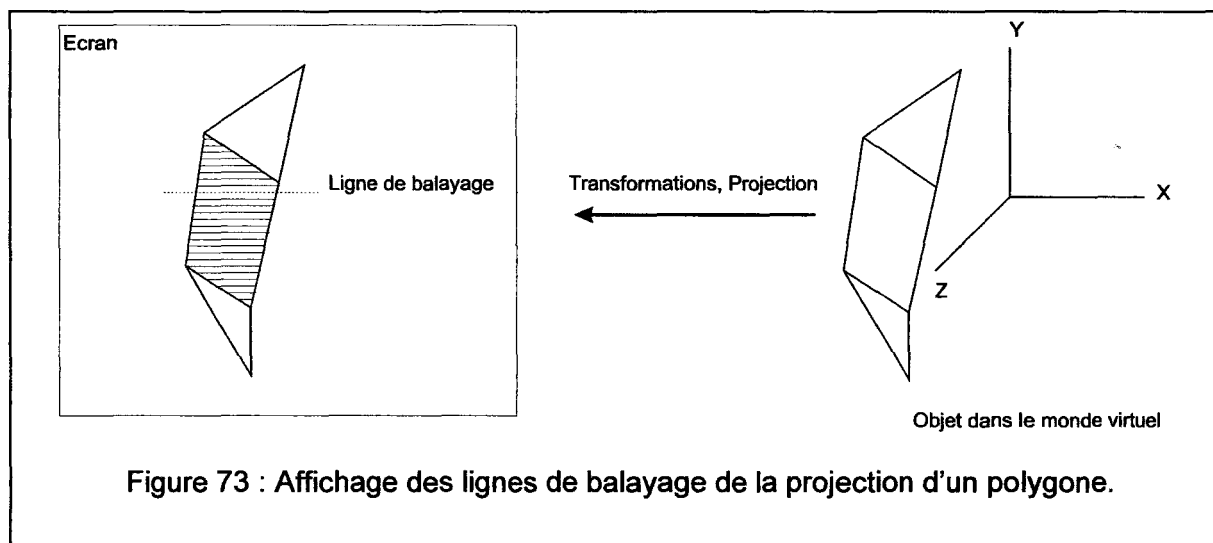 Ecran
Y
Ligne de balayage
Transformations, Projection
X
Z
Objet dans le monde virtuel
Figure 73 : Affichage des lignes de balayage de la projection d'un polygone.